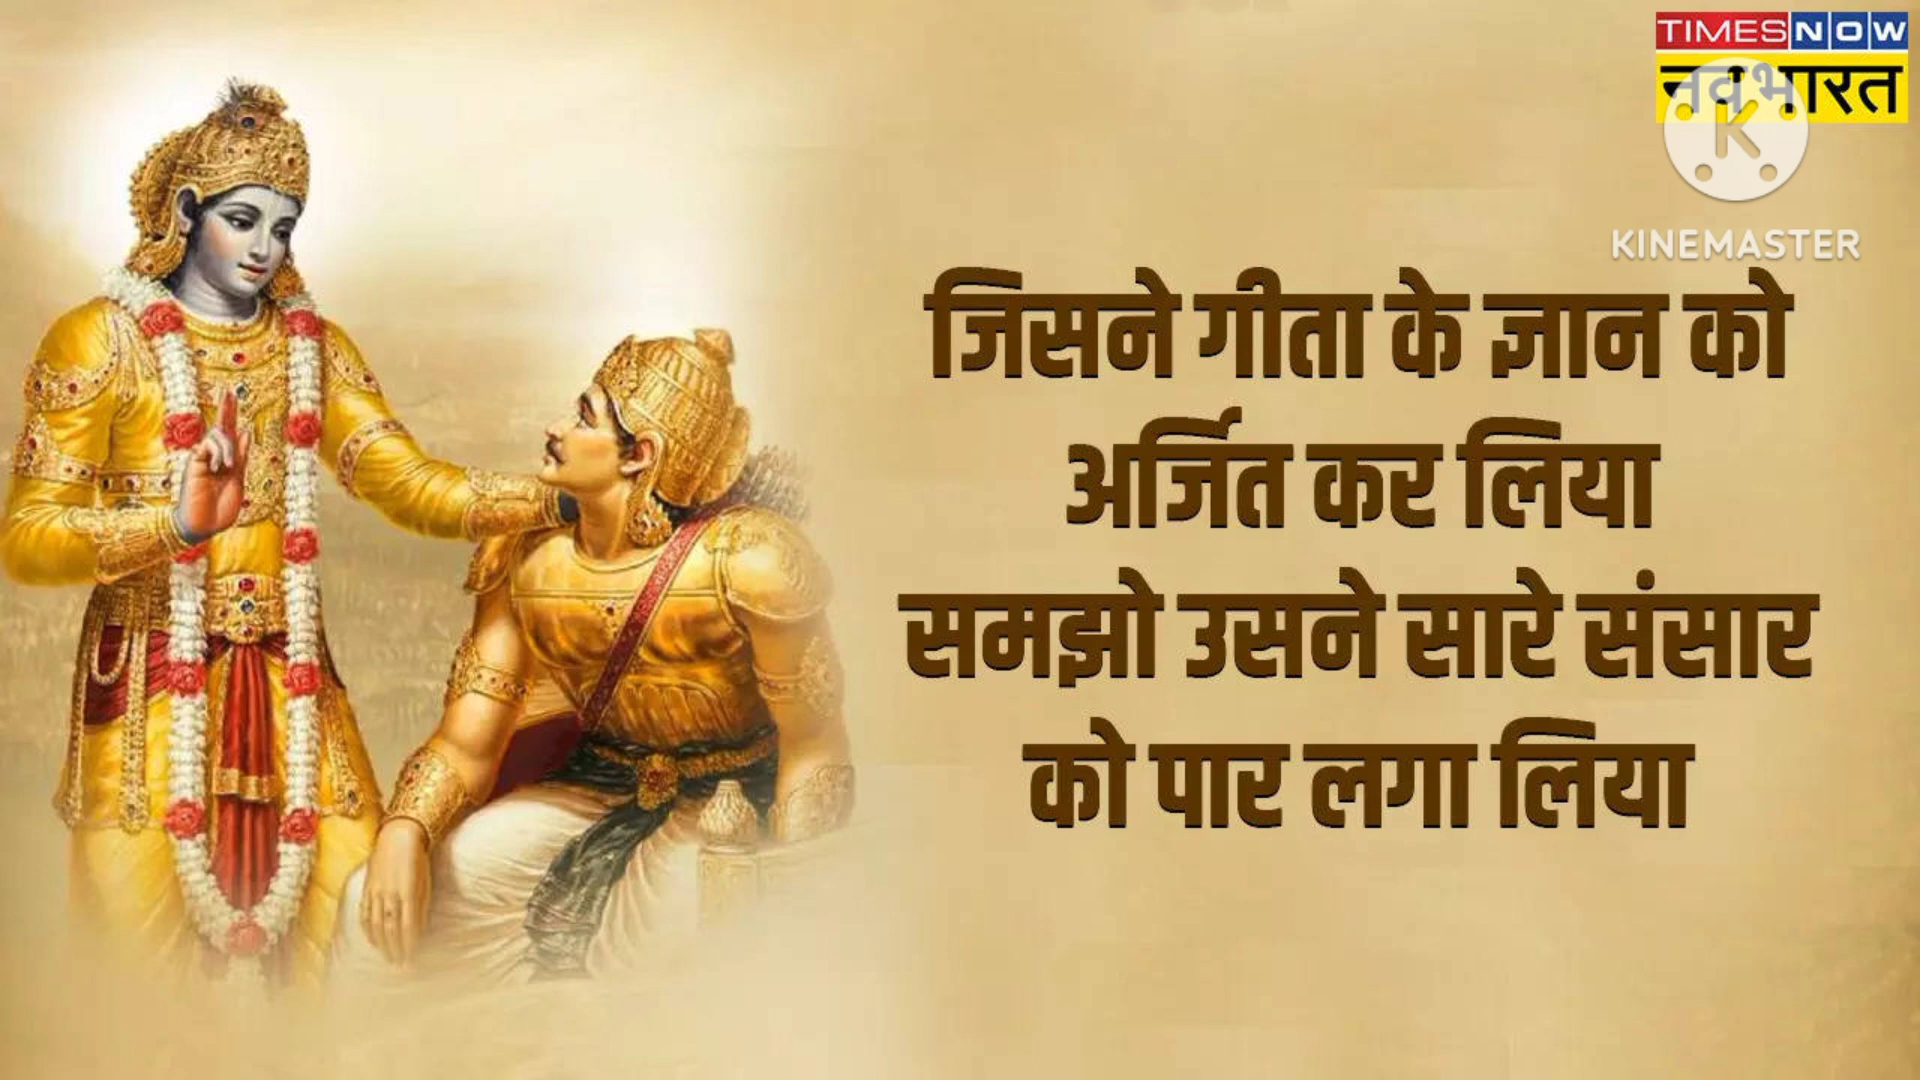 TIMES NOW
नवभारत
K
KINEMASTER
जिसने गीता के ज्ञान को
अर्जित कर लिया
समझो उसने सारे संसार
को पार लगा लिया